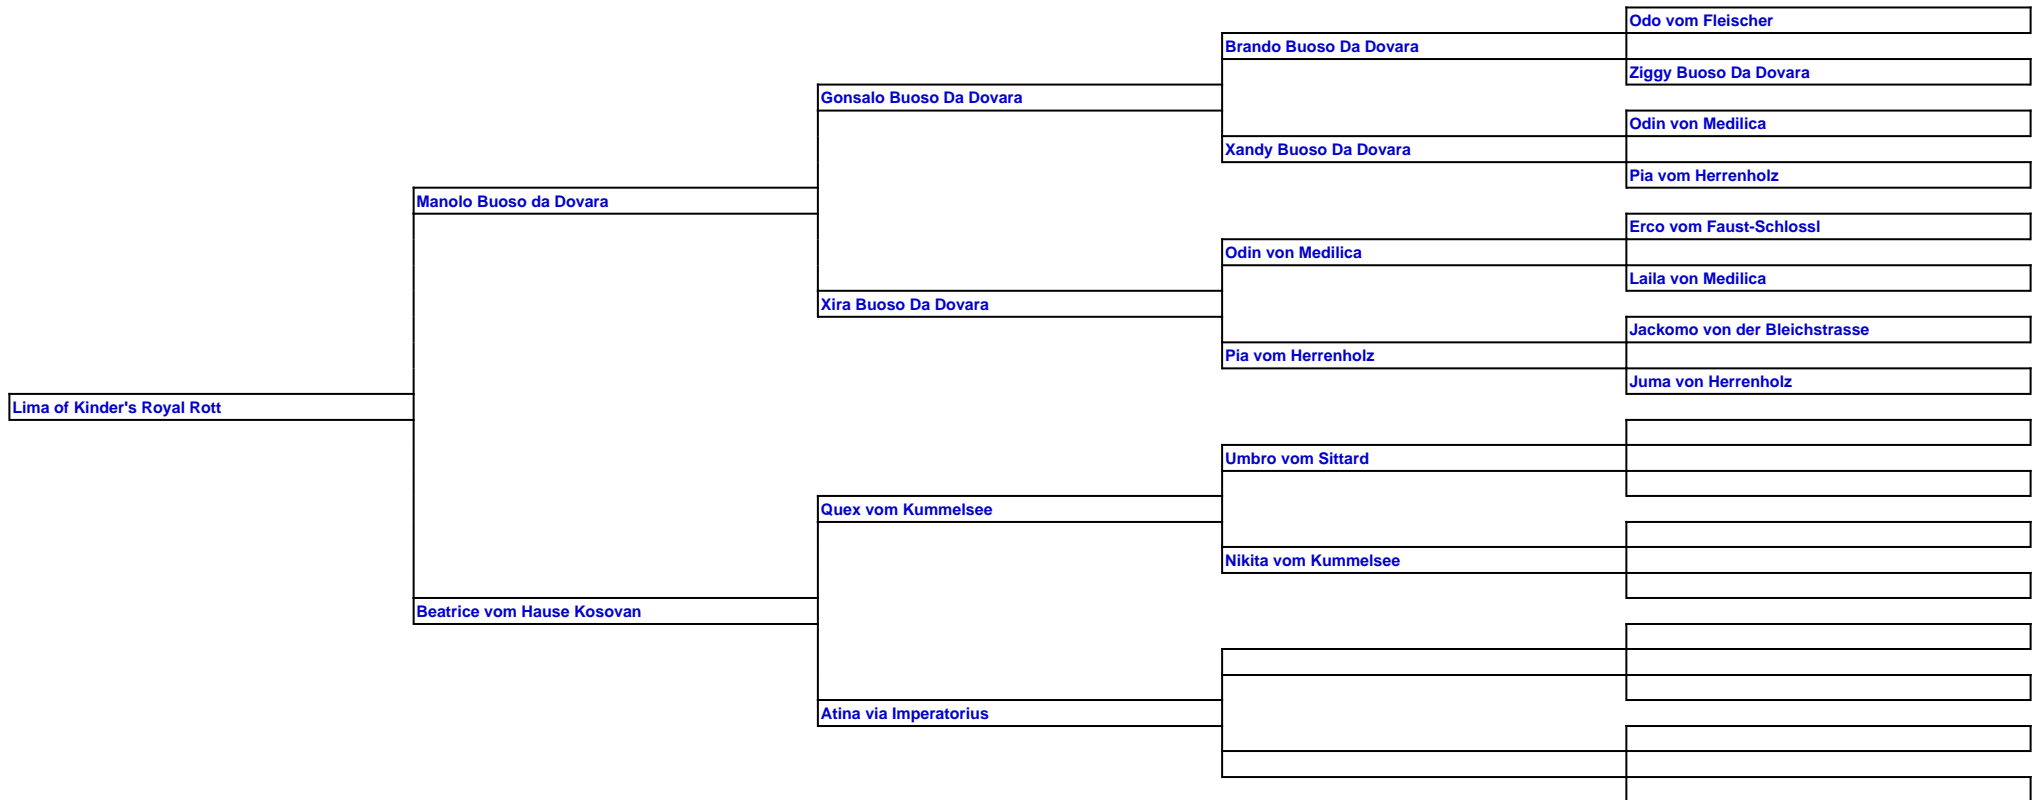 Odo vom Fleischer
Brando Buoso Da Dovara
Ziggy Buoso Da Dovara
Gonsalo Buoso Da Dovara
Odin von Medilica
Xandy Buoso Da Dovara
Pia vom Herrenholz
Manolo Buoso da Dovara
Erco vom Faust-Schlossl
Odin von Medilica
Laila von Medilica
Xira Buoso Da Dovara
Jackomo von der Bleichstrasse
Pia vom Herrenholz
Juma von Herrenholz
Lima of Kinder's Royal Rott
Umbro vom Sittard
Quex vom Kummelsee
Nikita vom Kummelsee
Beatrice vom Hause Kosovan
Atina via Imperatorius